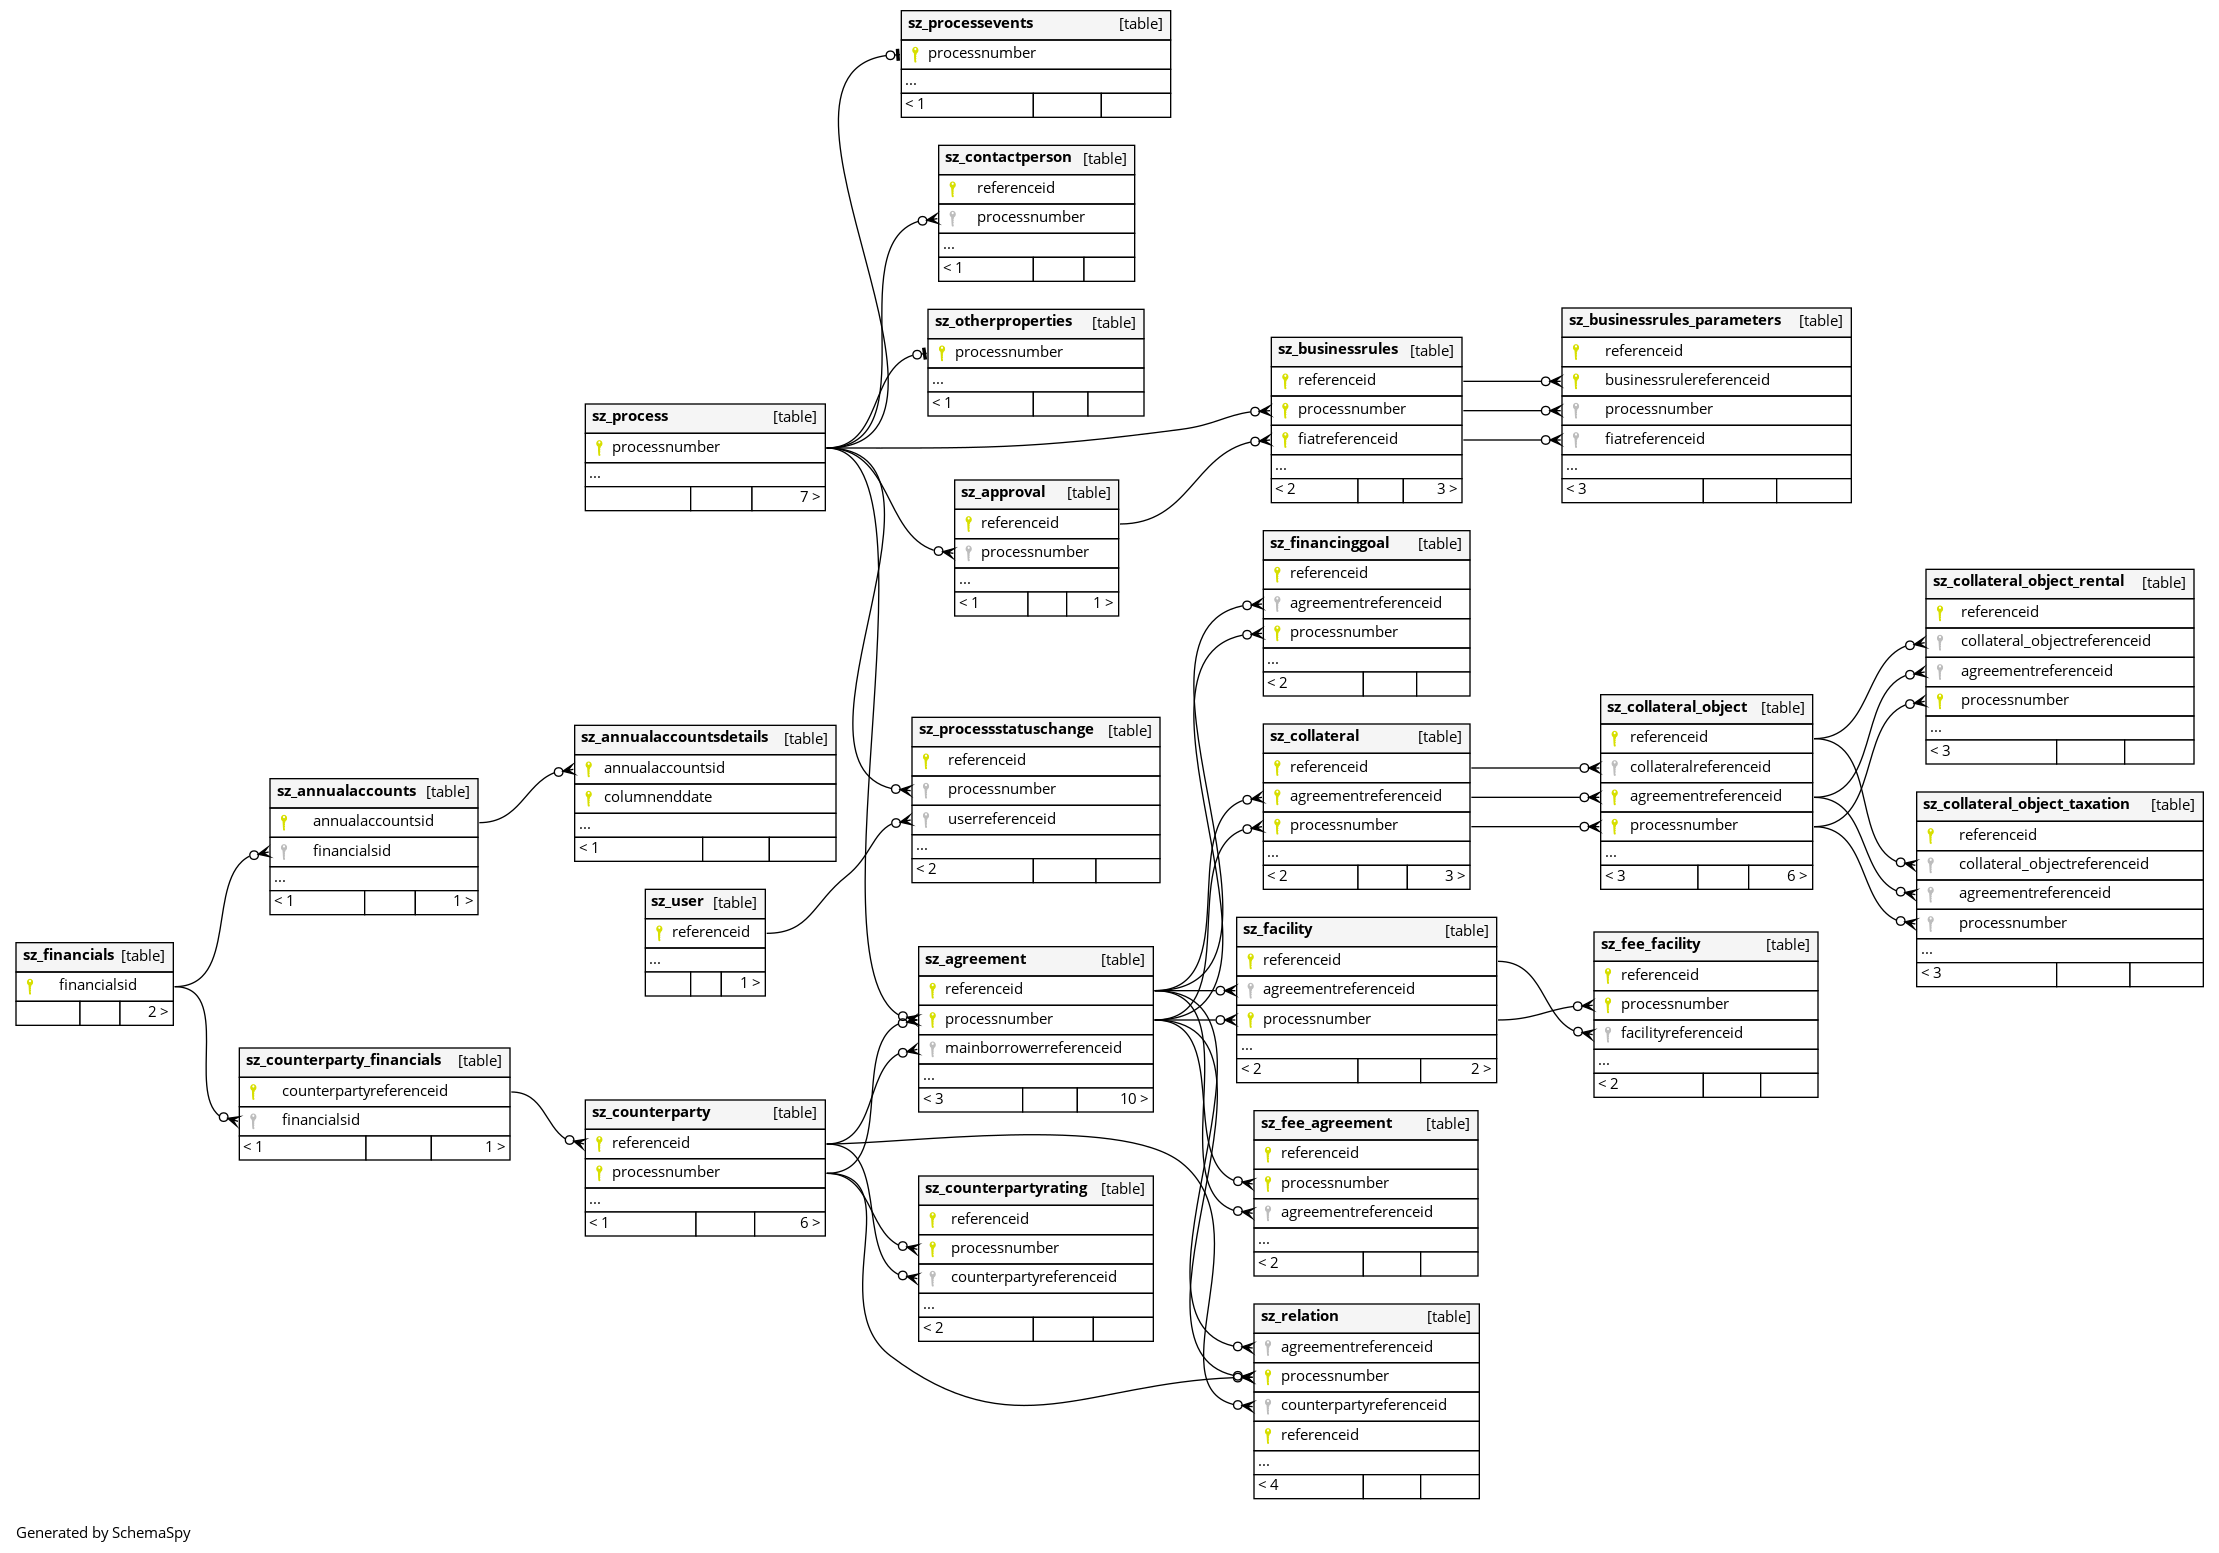 sz_processevents [table]
processnumber
...
< 1
sz_contactperson [table]
referenceid
processnumber
...
< 1
sz_otherproperties [table]
processnumber
...
< 1
sz_process [table]
processnumber
...
7 >
sz_businessrules [table]
referenceid
processnumber
fiatreferenceid
...
< 2 3 >
sz_businessrules_parameters [table]
referenceid
businessrulereferenceid
processnumber
fiatreferenceid
...
< 3
sz_approval [table]
referenceid
processnumber
...
< 1 1 >
sz_financinggoal [table]
referenceid
agreementreferenceid
processnumber
...
< 2
sz_collateral_object_rental [table]
referenceid
collateral_objectreferenceid
agreementreferenceid
processnumber
...
< 3
sz_collateral [table]
referenceid
agreementreferenceid
processnumber
...
< 2 3 >
sz_collateral_object [table]
referenceid
collateralreferenceid
agreementreferenceid
processnumber
...
< 3 6 >
sz_collateral_object_taxation [table]
referenceid
collateral_objectreferenceid
agreementreferenceid
processnumber
...
< 3
sz_annualaccountsdetails [table]
annualaccountsid
columnenddate
...
< 1
sz_processstatuschange [table]
referenceid
processnumber
userreferenceid
...
< 2
sz_annualaccounts [table]
annualaccountsid
financialsid
...
< 1 1 >
sz_user [table]
referenceid
...
1 >
sz_financials [table]
financialsid
2 >
sz_agreement [table]
referenceid
processnumber
mainborrowerreferenceid
...
< 3 10 >
sz_facility [table]
referenceid
agreementreferenceid
processnumber
...
< 2 2 >
sz_fee_facility [table]
referenceid
processnumber
facilityreferenceid
...
< 2
sz_counterparty_financials [table]
counterpartyreferenceid
financialsid
< 1 1 >
sz_counterparty [table]
referenceid
processnumber
...
< 1 6 >
sz_fee_agreement [table]
referenceid
processnumber
agreementreferenceid
...
< 2
sz_counterpartyrating [table]
referenceid
processnumber
counterpartyreferenceid
...
< 2
sz_relation [table]
agreementreferenceid
processnumber
counterpartyreferenceid
referenceid
...
< 4
Generated by SchemaSpy